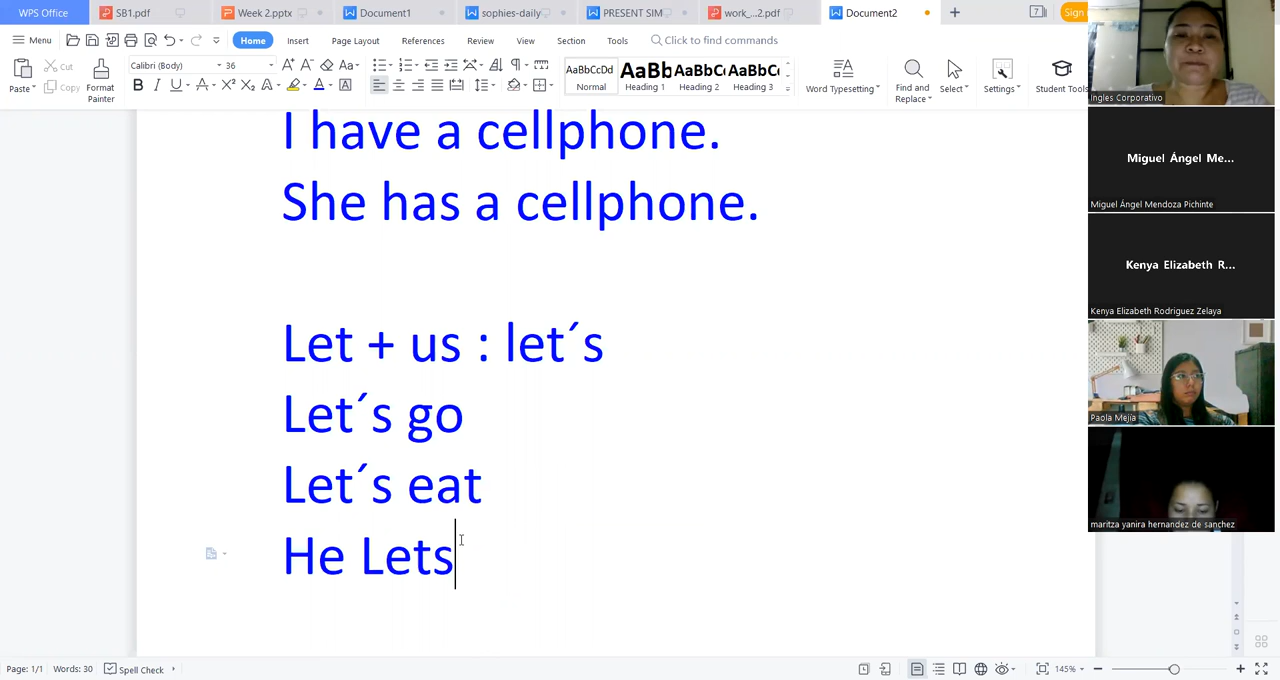 WPS Office
SB1.pdf
Week 2.pptx
Document1
sophies-daily
PRESENT SIM
work_...2.pdf
Document2
Sign
Menu
Home
Insert
Page Layout
References
Review
View
Section
Tools
Click to find commands
Paste
Cut
Copy
Format Painter
Calibri (Body)
36
AaBbCcDd
Normal
AaBb
Heading 1
AaBbCc
Heading 2
AaBbCc
Heading 3
Word Typesetting
Find and Replace
Select
Settings
Student Tools
I have a cellphone.
She has a cellphone.
Let + us : let´s
Let´s go
Let´s eat
He Lets
Ingles Corporativo
Miguel Ángel Me...
Miguel Ángel Mendoza Pichinte
Kenya Elizabeth R...
Kenya Elizabeth Rodriguez Zelaya
Paola Mejía
maritza yanira hernandez de sanchez
Page: 1/1
Words: 30
Spell Check
145%